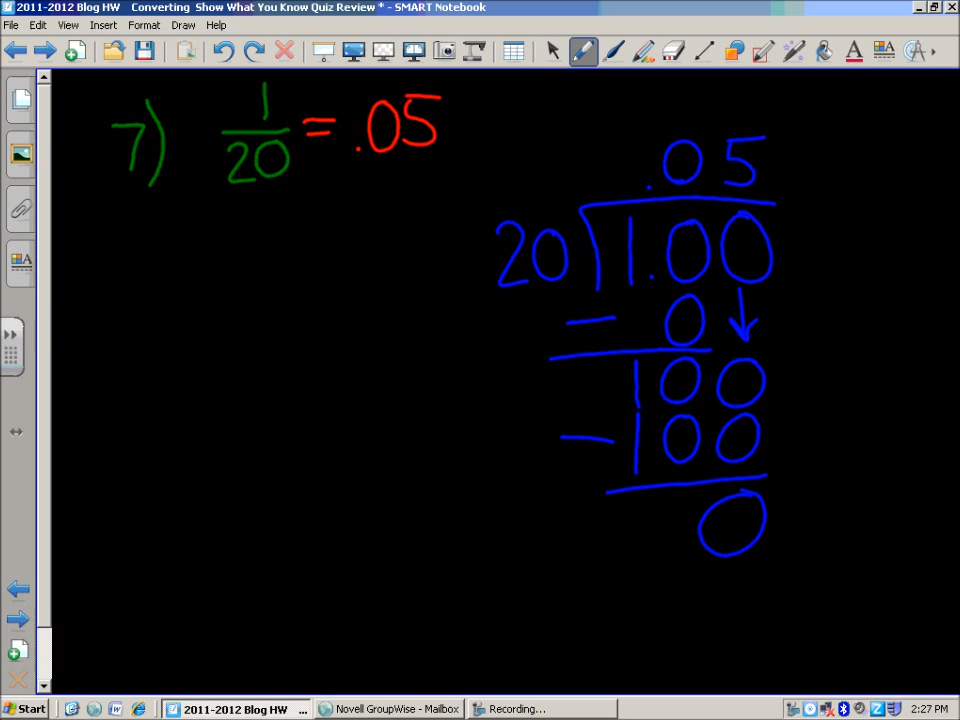 2011-2012 Blog HW Converting Show What You Know Quiz Review * - SMART Notebook
File Edit View Insert Format Draw Help
7) 1/20 = .05
.05
20 1.00
- 0
100
- 100
0
Start 2011-2012 Blog HW ... Novell GroupWise - Mailbox Recording... 2:27 PM